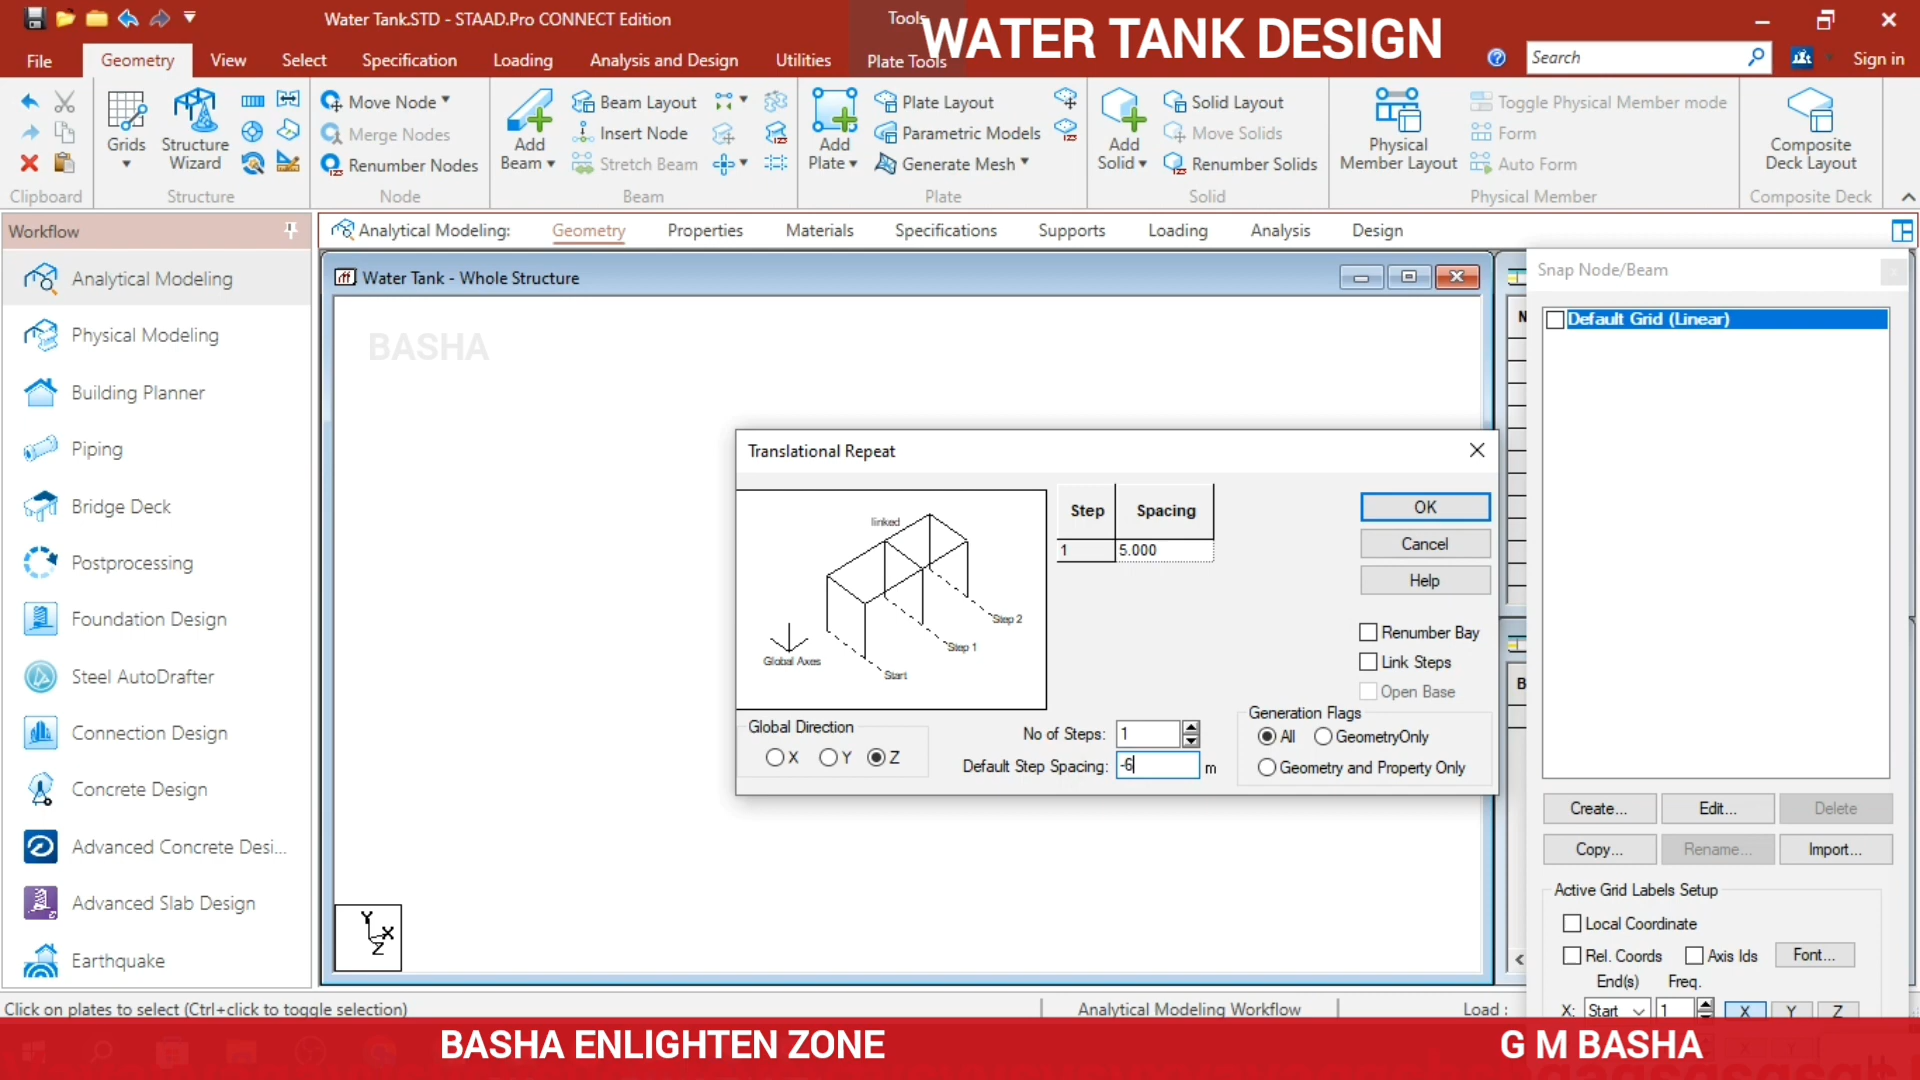 Water Tank.STD - STAAD.Pro CONNECT Edition
Tools
WATER TANK DESIGN
File
Geometry
View
Select
Specification
Loading
Analysis and Design
Utilities
Plate Tools
Search
Sign in
Move Node
Merge Nodes
Renumber Nodes
Grids
Structure Wizard
Add Beam
Beam Layout
Insert Node
Stretch Beam
Add Plate
Plate Layout
Parametric Models
Generate Mesh
Add Solid
Solid Layout
Move Solids
Renumber Solids
Physical Member Layout
Toggle Physical Member mode
Form
Auto Form
Composite Deck Layout
Clipboard
Structure
Node
Beam
Plate
Solid
Physical Member
Composite Deck
Workflow
Analytical Modeling:
Geometry
Properties
Materials
Specifications
Supports
Loading
Analysis
Design
Analytical Modeling
Physical Modeling
Building Planner
Piping
Bridge Deck
Postprocessing
Foundation Design
Steel AutoDrafter
Connection Design
Concrete Design
Advanced Concrete Desi...
Advanced Slab Design
Earthquake
Water Tank - Whole Structure
BASHA
Translational Repeat
linked
Step 2
Step 1
Start
Global Axes
Step Spacing
1 5.000
OK
Cancel
Help
Renumber Bay
Link Steps
Open Base
Global Direction
X Y Z
No of Steps: 1
Default Step Spacing: -6 m
Generation Flags
All GeometryOnly
Geometry and Property Only
Y
X
Z
N
B
Snap Node/Beam
Default Grid (Linear)
Create... Edit... Delete
Copy... Rename... Import...
Active Grid Labels Setup
Local Coordinate
Rel. Coords Axis Ids Font...
End(s) Freq.
X: Start 1 X Y Z
Click on plates to select (Ctrl+click to toggle selection)
Analytical Modeling Workflow
Load :
BASHA ENLIGHTEN ZONE
G M BASHA